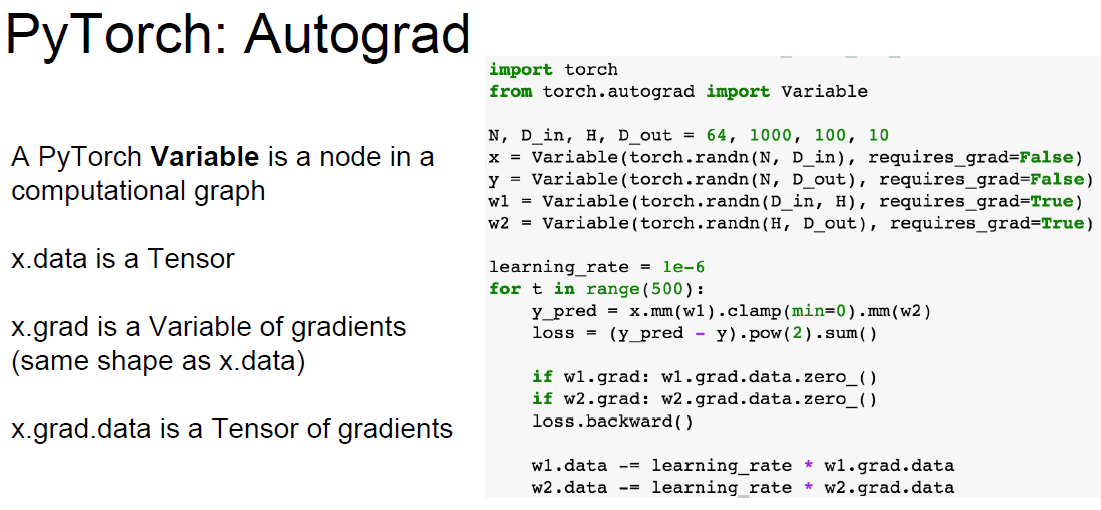 PyTorch: Autograd
A PyTorch Variable is a node in a
computational graph
x.data is a Tensor
x.grad is a Variable of gradients
(same shape as x.data)
x.grad.data is a Tensor of gradients
import torch
from torch.autograd import Variable
N, D_in, H, D_out = 64, 1000, 100, 10
x = Variable(torch.randn(N, D_in), requires_grad=False)
y = Variable(torch.randn(N, D_out), requires_grad=False)
w1 = Variable(torch.randn(D_in, H), requires_grad=True)
w2 = Variable(torch.randn(H, D_out), requires_grad=True)
learning_rate = 1e-6
for t in range(500):
    y_pred = x.mm(w1).clamp(min=0).mm(w2)
    loss = (y_pred - y).pow(2).sum()
    if w1.grad: w1.grad.data.zero_()
    if w2.grad: w2.grad.data.zero_()
    loss.backward()
    w1.data -= learning_rate * w1.grad.data
    w2.data -= learning_rate * w2.grad.data